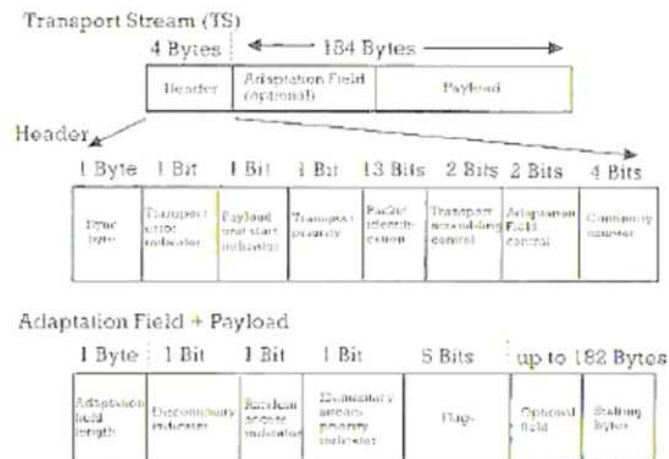 Transport Stream (TS)
4 Bytes 184 Bytes
Header Adaptation Field (optional) Payload
Header
1 Byte 1 Bit 1 Bit 1 Bit 13 Bits 2 Bits 2 Bits 4 Bits
Sync byte
Transport error indicator
Payload unit start indicator
Transport priority
Packet identification
Transport scrambling control
Adaptation Field control
Continuity counter
Adaptation Field + Payload
1 Byte 1 Bit 1 Bit 1 Bit 5 Bits up to 182 Bytes
Adaptation field length
Discontinuity indicator
Random access indicator
Elementary stream priority indicator
Flags
Optional field
Stuffing bytes